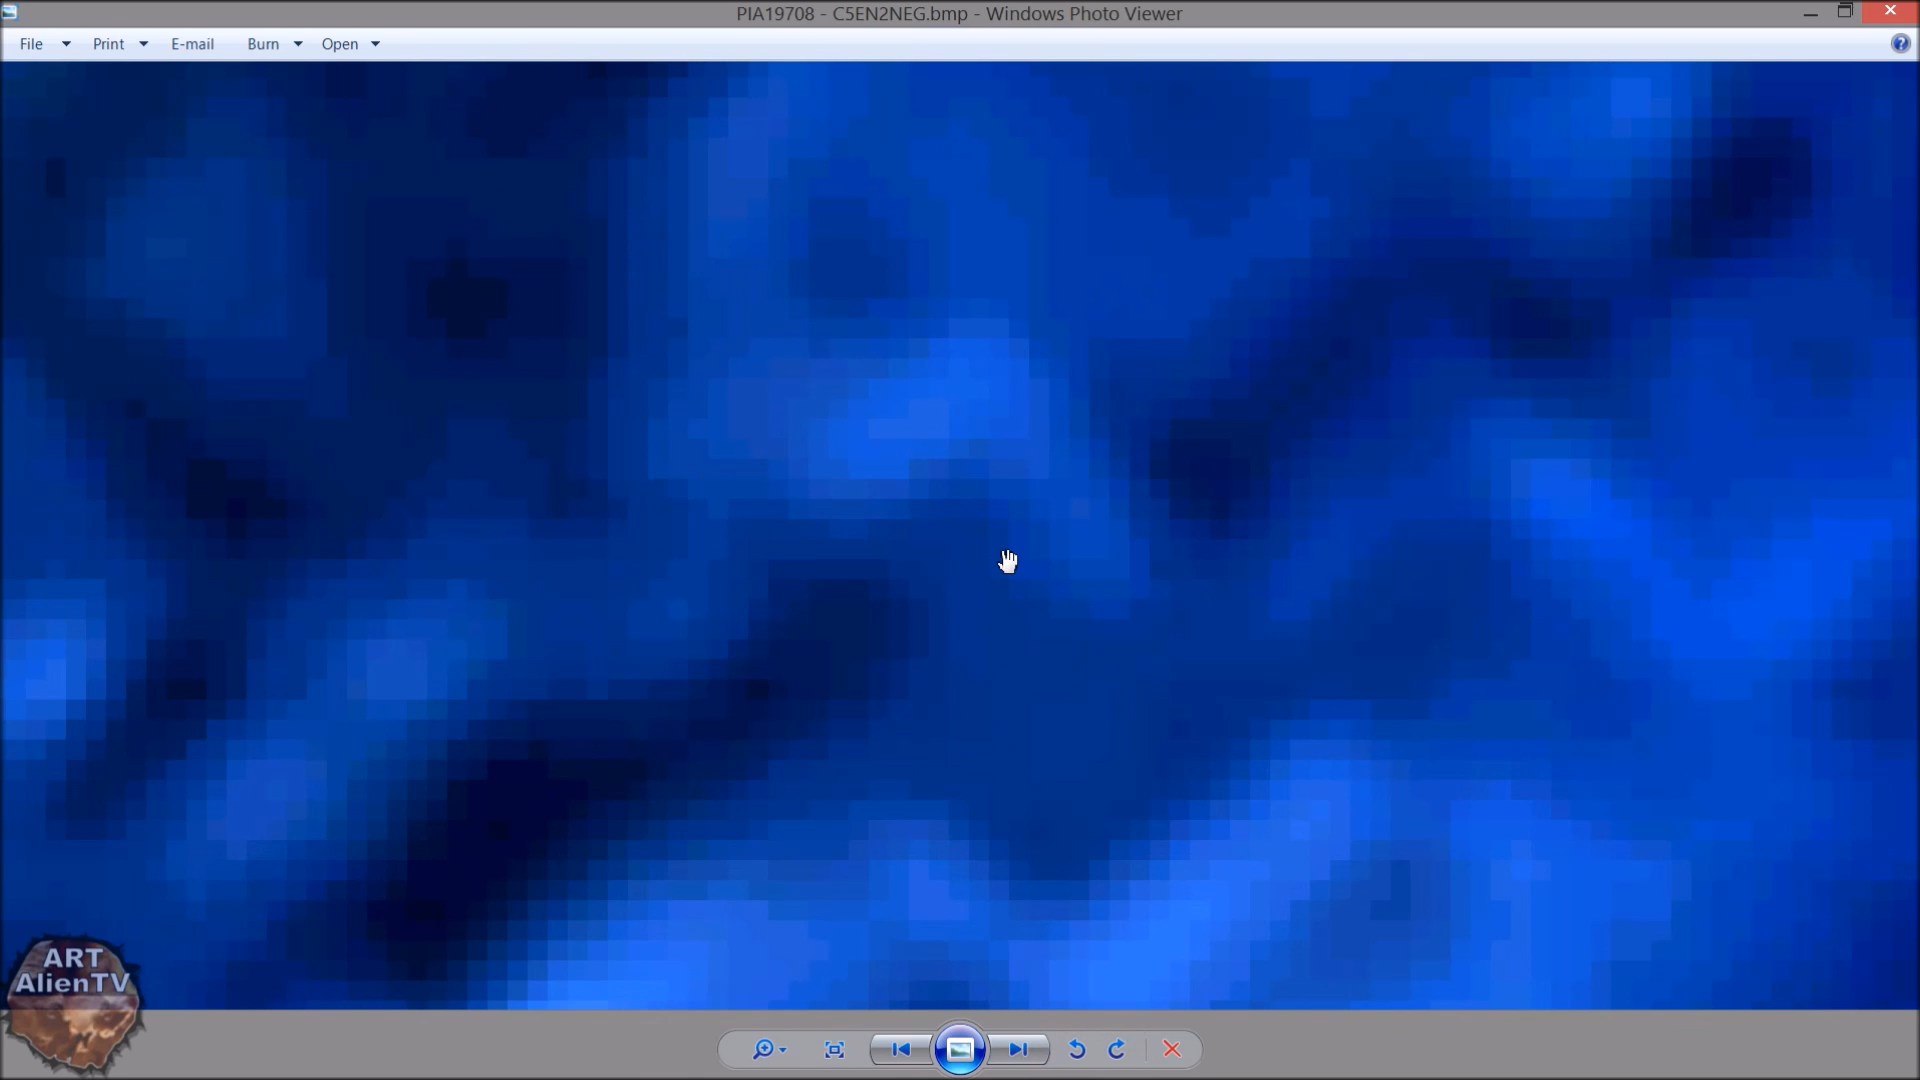 PIA19708 - C5EN2NEG.bmp - Windows Photo Viewer
File Print E-mail Burn Open
ART
AlienTV